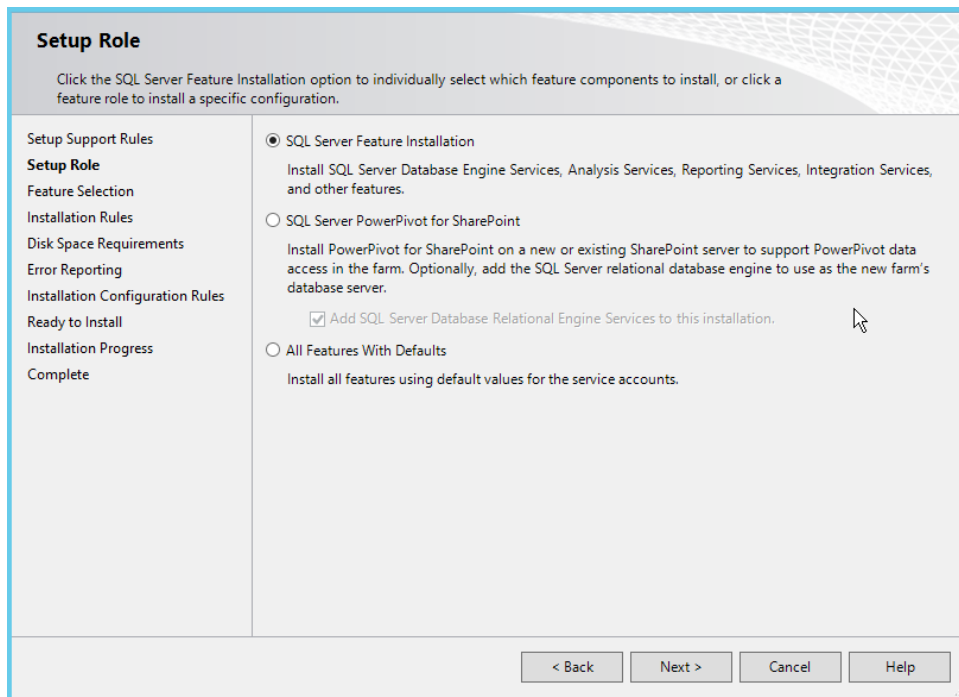 Setup Role
Click the SQL Server Feature Installation option to individually select which feature components to install, or click a
feature role to install a specific configuration.
Setup Support Rules
Setup Role
Feature Selection
Installation Rules
Disk Space Requirements
Error Reporting
Installation Configuration Rules
Ready to Install
Installation Progress
Complete
SQL Server Feature Installation
Install SQL Server Database Engine Services, Analysis Services, Reporting Services, Integration Services,
and other features.
SQL Server PowerPivot for SharePoint
Install PowerPivot for SharePoint on a new or existing SharePoint server to support PowerPivot data
access in the farm. Optionally, add the SQL Server relational database engine to use as the new farm's
database server.
Add SQL Server Database Relational Engine Services to this installation.
All Features With Defaults
Install all features using default values for the service accounts.
< Back
Next >
Cancel
Help